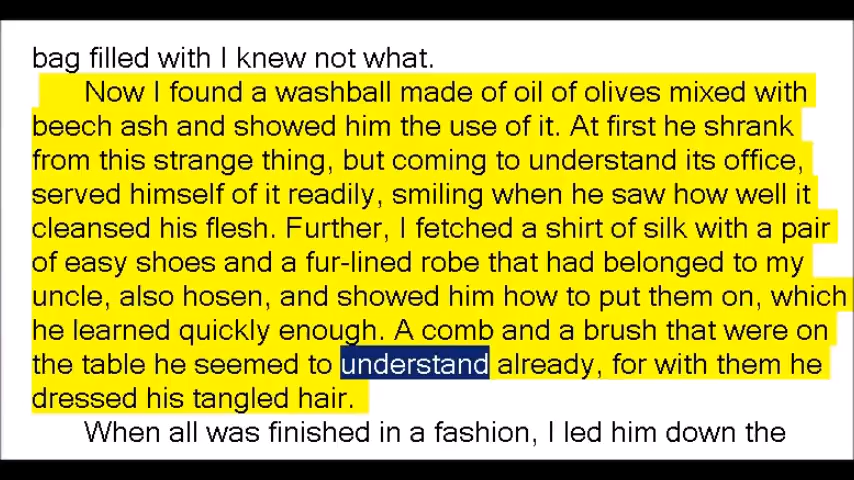 bag filled with I knew not what.
Now I found a washball made of oil of olives mixed with
beech ash and showed him the use of it. At first he shrank
from this strange thing, but coming to understand its office,
served himself of it readily, smiling when he saw how well it
cleansed his flesh. Further, I fetched a shirt of silk with a pair
of easy shoes and a fur-lined robe that had belonged to my
uncle, also hosen, and showed him how to put them on, which
he learned quickly enough. A comb and a brush that were on
the table he seemed to understand already, for with them he
dressed his tangled hair.
When all was finished in a fashion, I led him down the